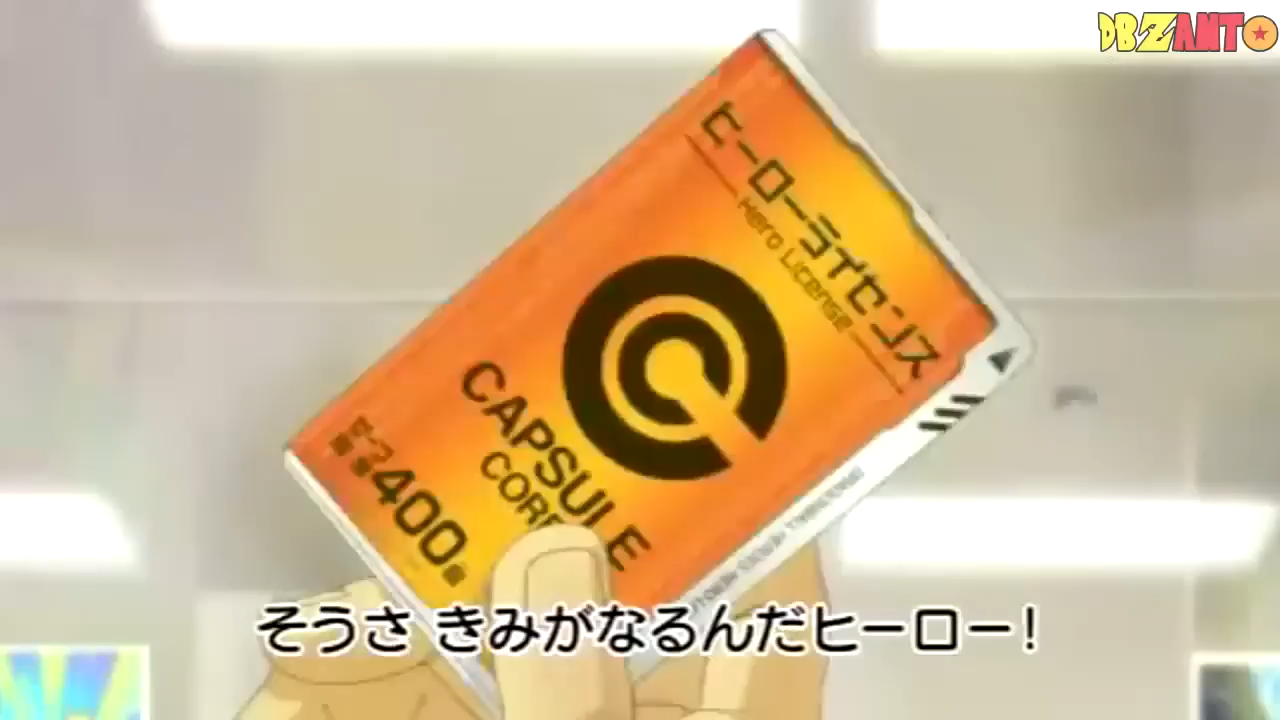 DBZANTO
ヒーローライセンス
Hero License
CAPSULE
CORP
400
そうさ きみがなるんだヒーロー!